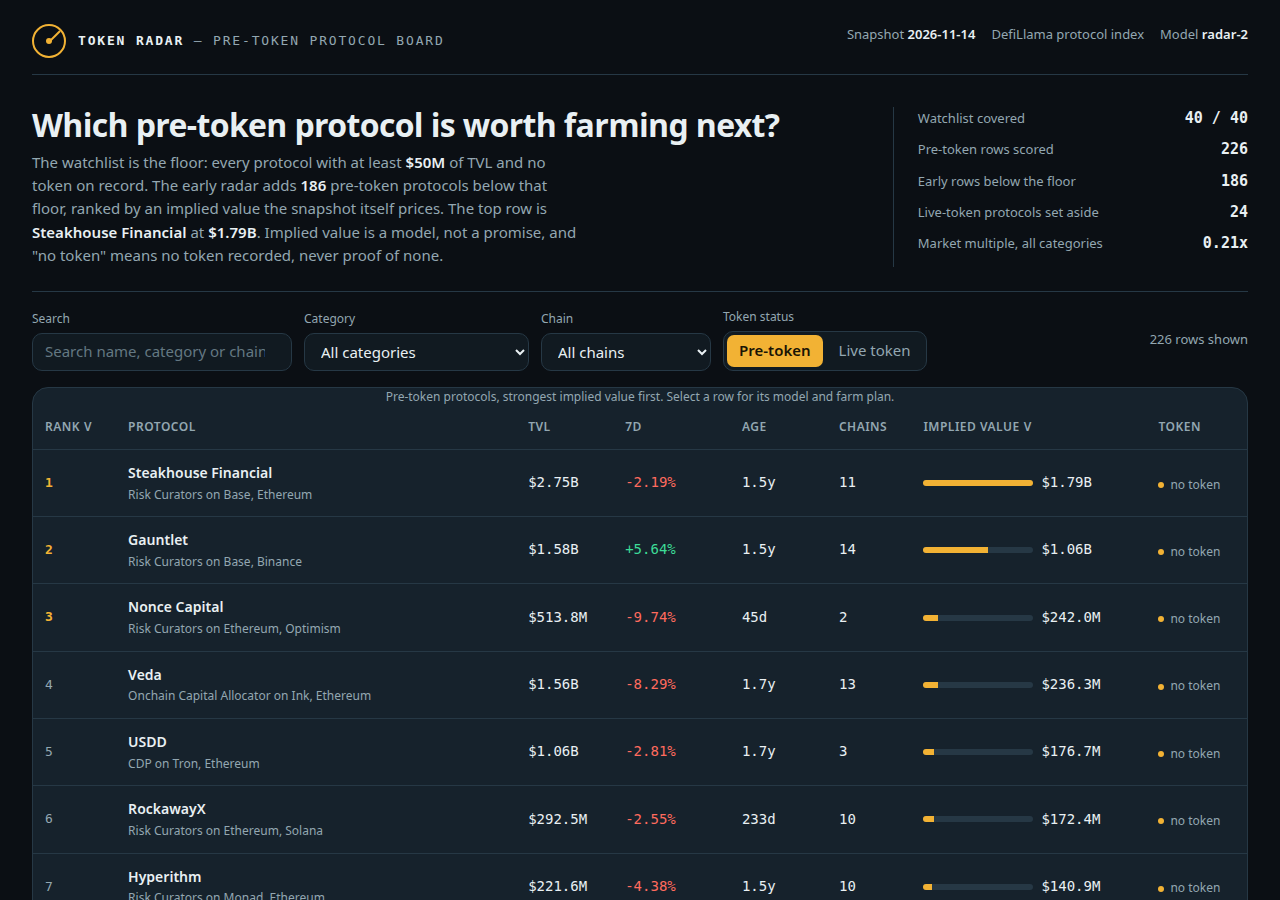 TOKEN RADAR — PRE-TOKEN PROTOCOL BOARD
Snapshot 2026-11-14 DefiLlama protocol index Model radar-2
Which pre-token protocol is worth farming next?
The watchlist is the floor: every protocol with at least $50M of TVL and no
token on record. The early radar adds 186 pre-token protocols below that
floor, ranked by an implied value the snapshot itself prices. The top row is
Steakhouse Financial at $1.79B. Implied value is a model, not a promise, and
"no token" means no token recorded, never proof of none.
Watchlist covered 40 / 40
Pre-token rows scored 226
Early rows below the floor 186
Live-token protocols set aside 24
Market multiple, all categories 0.21x
Search Category Chain Token status
Search name, category or chain All categories All chains Pre-token Live token 226 rows shown
Pre-token protocols, strongest implied value first. Select a row for its model and farm plan.
RANK V PROTOCOL TVL 7D AGE CHAINS IMPLIED VALUE V TOKEN
1 Steakhouse Financial $2.75B -2.19% 1.5y 11 $1.79B no token
Risk Curators on Base, Ethereum
2 Gauntlet $1.58B +5.64% 1.5y 14 $1.06B no token
Risk Curators on Base, Binance
3 Nonce Capital $513.8M -9.74% 45d 2 $242.0M no token
Risk Curators on Ethereum, Optimism
4 Veda $1.56B -8.29% 1.7y 13 $236.3M no token
Onchain Capital Allocator on Ink, Ethereum
5 USDD $1.06B -2.81% 1.7y 3 $176.7M no token
CDP on Tron, Ethereum
6 RockawayX $292.5M -2.55% 233d 10 $172.4M no token
Risk Curators on Ethereum, Solana
7 Hyperithm $221.6M -4.38% 1.5y 10 $140.9M no token
Risk Curators on Monad, Ethereum